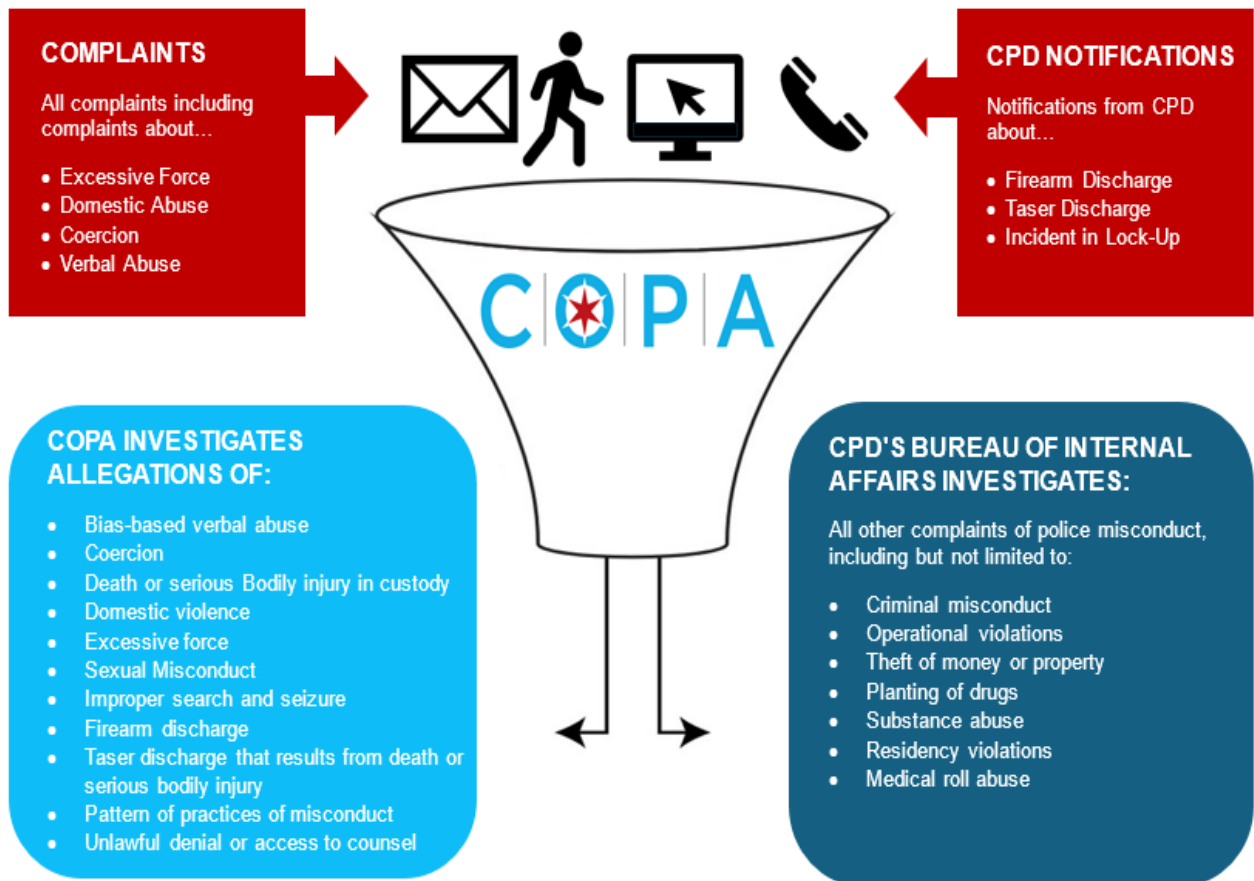 COMPLAINTS
All complaints including
complaints about...
• Excessive Force
• Domestic Abuse
• Coercion
• Verbal Abuse
CPD NOTIFICATIONS
Notifications from CPD
about...
• Firearm Discharge
• Taser Discharge
• Incident in Lock-Up
C|O|P|A
COPA INVESTIGATES
ALLEGATIONS OF:
• Bias-based verbal abuse
• Coercion
• Death or serious Bodily injury in custody
• Domestic violence
• Excessive force
• Sexual Misconduct
• Improper search and seizure
• Firearm discharge
• Taser discharge that results from death or
serious bodily injury
• Pattern of practices of misconduct
• Unlawful denial or access to counsel
CPD'S BUREAU OF INTERNAL
AFFAIRS INVESTIGATES:
All other complaints of police misconduct,
including but not limited to:
• Criminal misconduct
• Operational violations
• Theft of money or property
• Planting of drugs
• Substance abuse
• Residency violations
• Medical roll abuse